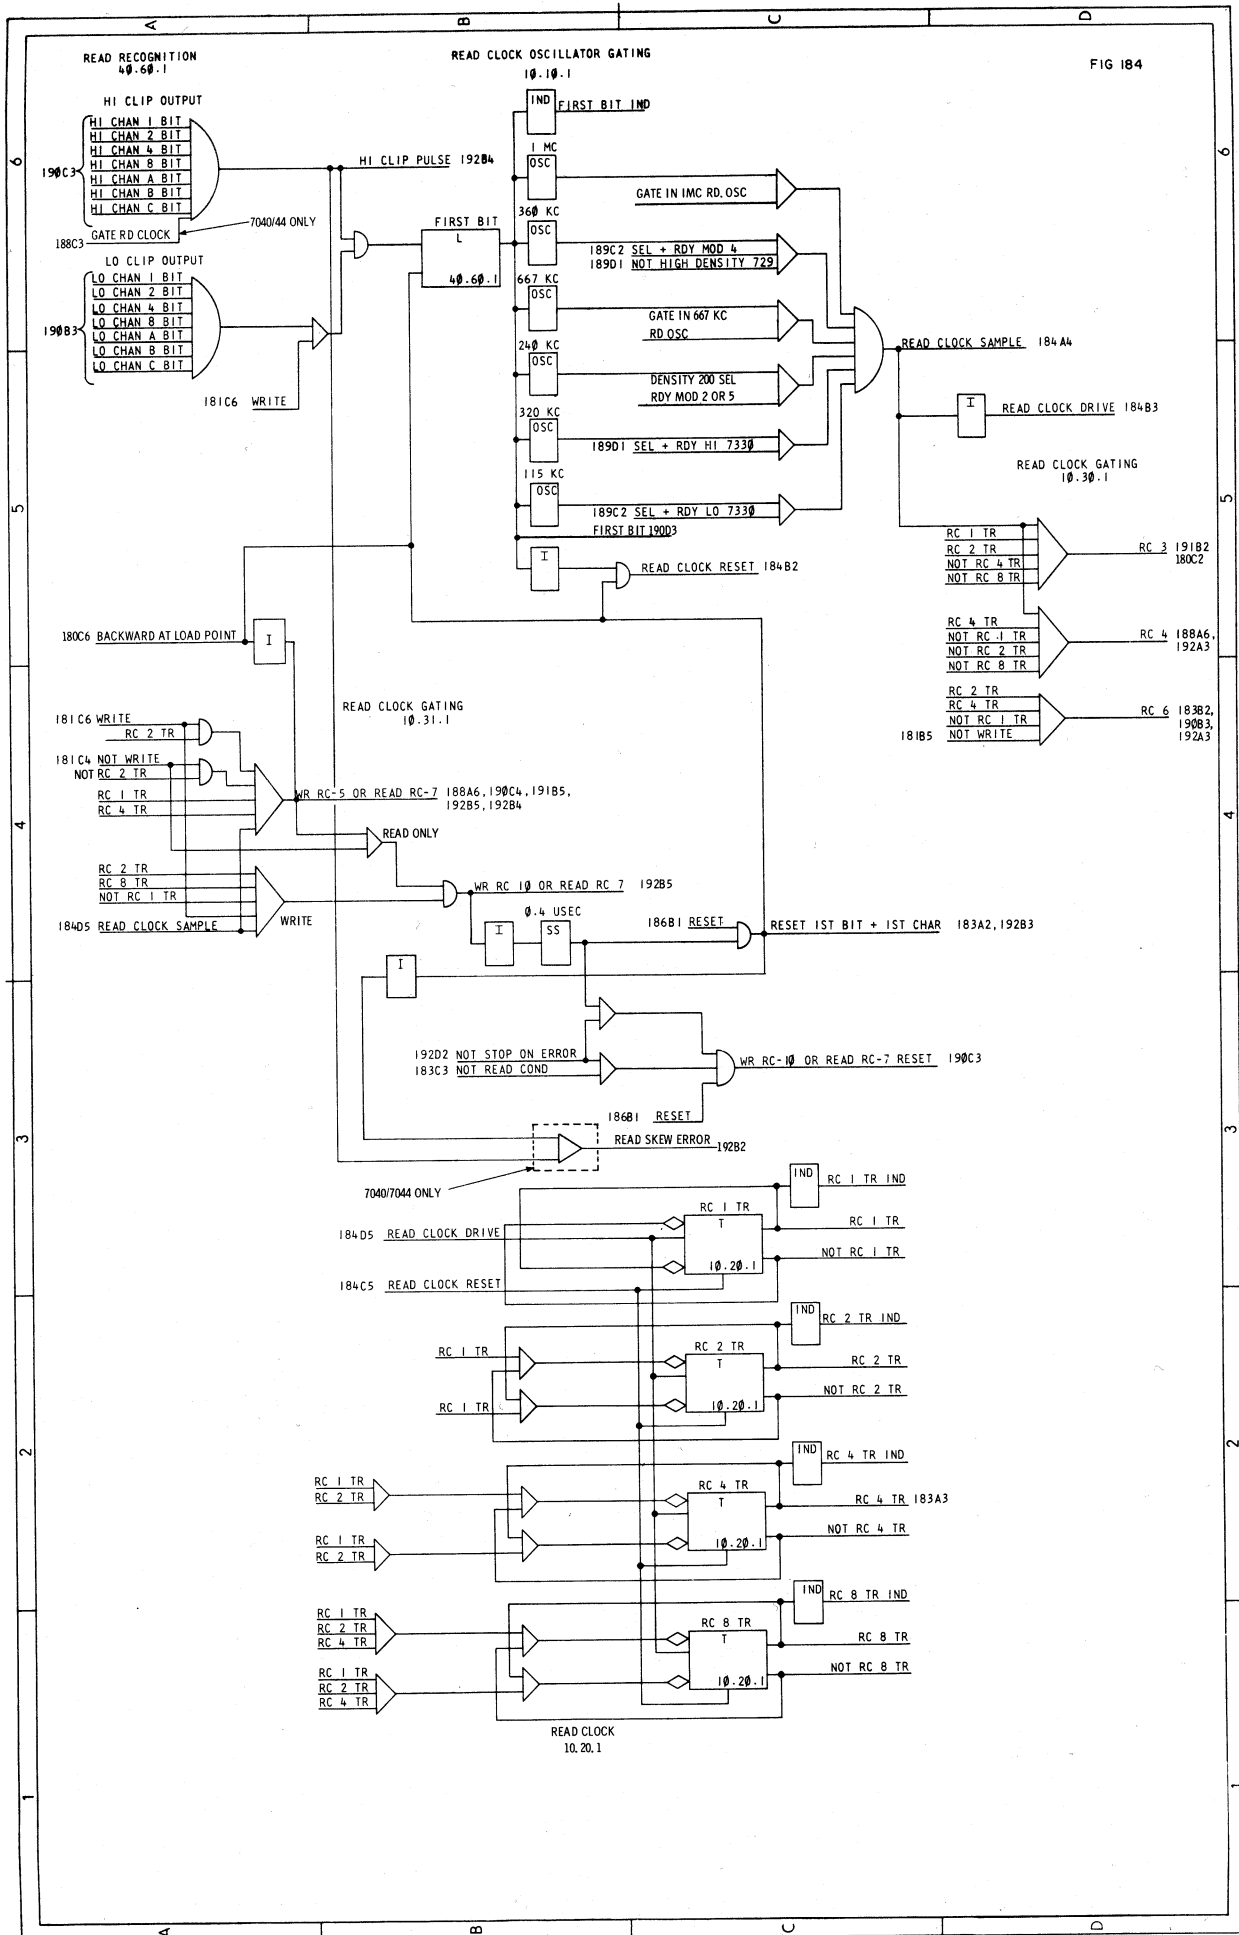 A
B
C
D
FIG 184
READ RECOGNITION
40.60.1
READ CLOCK OSCILLATOR GATING
10.10.1
HI CLIP OUTPUT
HI CHAN 1 BIT
HI CHAN 2 BIT
HI CHAN 4 BIT
HI CHAN 8 BIT
HI CHAN A BIT
HI CHAN B BIT
HI CHAN C BIT
190C3
GATE RD CLOCK
188C3
7040/44 ONLY
HI CLIP PULSE 192B4
LO CLIP OUTPUT
LO CHAN 1 BIT
LO CHAN 2 BIT
LO CHAN 4 BIT
LO CHAN 8 BIT
LO CHAN A BIT
LO CHAN B BIT
LO CHAN C BIT
190B3
181C6 WRITE
FIRST BIT
L
40.60.1
IND
FIRST BIT IND
1 MC
OSC
GATE IN 1MC RD. OSC
360 KC
OSC
189C2 SEL + RDY MOD 4
189D1 NOT HIGH DENSITY 729
667 KC
OSC
GATE IN 667 KC
RD OSC
240 KC
OSC
DENSITY 200 SEL
RDY MOD 2 OR 5
320 KC
OSC
189D1 SEL + RDY HI 7330
115 KC
OSC
189C2 SEL + RDY LO 7330
FIRST BIT 190D3
I
READ CLOCK RESET 184B2
READ CLOCK SAMPLE 184A4
I
READ CLOCK DRIVE 184B3
READ CLOCK GATING
10.30.1
RC 1 TR
RC 2 TR
NOT RC 4 TR
NOT RC 8 TR
RC 3 191B2
180C2
RC 4 TR
NOT RC 1 TR
NOT RC 2 TR
NOT RC 8 TR
RC 4 188A6,
192A3
RC 2 TR
RC 4 TR
NOT RC 1 TR
181B5 NOT WRITE
RC 6 183B2,
190B3,
192A3
180C6 BACKWARD AT LOAD POINT
I
READ CLOCK GATING
10.31.1
181C6 WRITE
RC 2 TR
181C4 NOT WRITE
NOT RC 2 TR
RC 1 TR
RC 4 TR
WR RC-5 OR READ RC-7 188A6, 190C4, 191B5,
192B5, 192B4
READ ONLY
RC 2 TR
RC 8 TR
NOT RC 1 TR
184D5 READ CLOCK SAMPLE
WRITE
WR RC 10 OR READ RC 7 192B5
I
0.4 USEC
SS
186B1 RESET
RESET 1ST BIT + 1ST CHAR 183A2, 192B3
I
192D2 NOT STOP ON ERROR
183C3 NOT READ COND
WR RC-10 OR READ RC-7 RESET 190C3
186B1 RESET
READ SKEW ERROR 192B2
7040/7044 ONLY
IND
RC 1 TR IND
RC 1 TR
T
10.20.1
184D5 READ CLOCK DRIVE
RC 1 TR
NOT RC 1 TR
184C5 READ CLOCK RESET
IND
RC 2 TR IND
RC 1 TR
RC 2 TR
T
10.20.1
RC 2 TR
NOT RC 2 TR
RC 1 TR
IND
RC 4 TR IND
RC 1 TR
RC 2 TR
RC 4 TR
T
10.20.1
RC 4 TR 183A3
NOT RC 4 TR
RC 1 TR
RC 2 TR
IND
RC 8 TR IND
RC 1 TR
RC 2 TR
RC 4 TR
RC 8 TR
T
10.20.1
RC 8 TR
NOT RC 8 TR
RC 1 TR
RC 2 TR
RC 4 TR
READ CLOCK
10.20.1
6
5
4
3
2
1
6
5
4
3
2
1
A
B
C
D